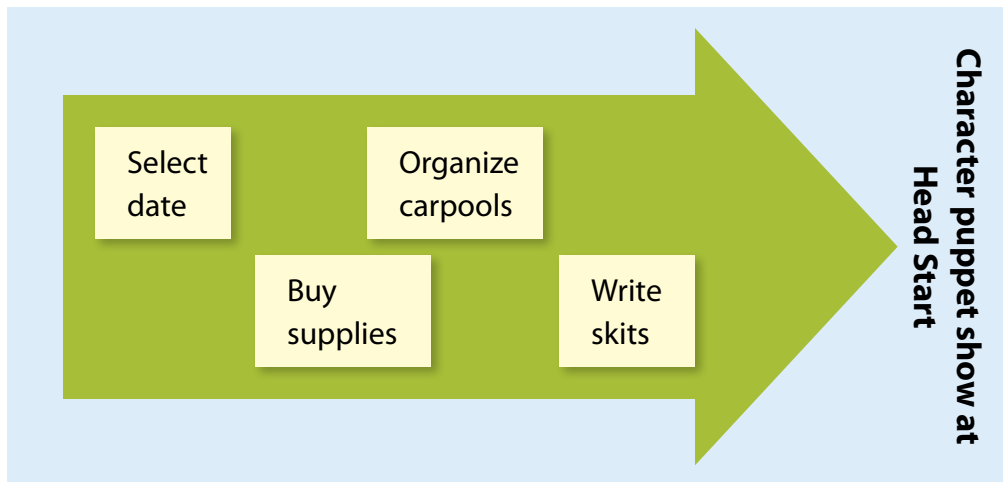 Select
date
Buy
supplies
Organize
carpools
Write
skits
Character puppet show at
Head Start